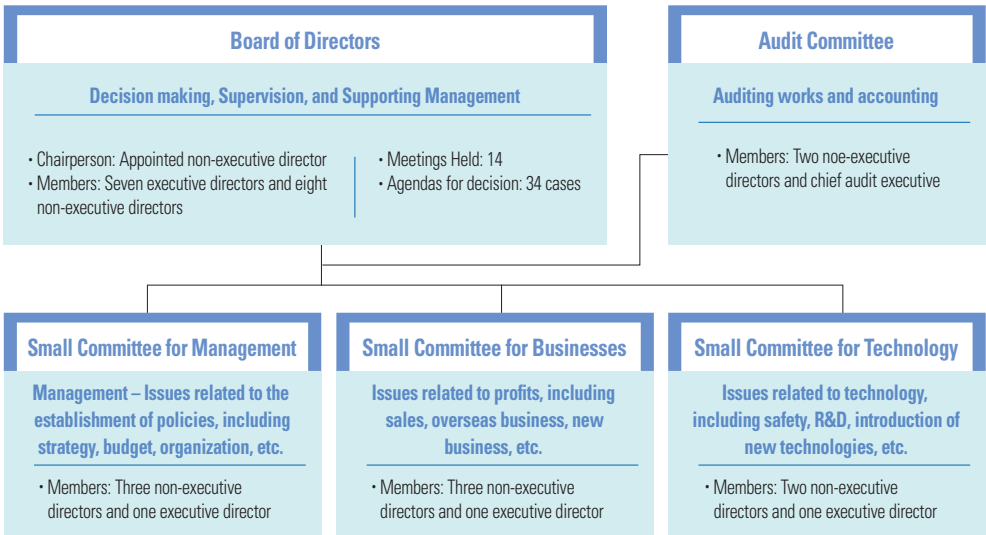 Board of Directors
Decision making, Supervision, and Supporting Management
• Chairperson: Appointed non-executive director
• Members: Seven executive directors and eight
non-executive directors
• Meetings Held: 14
• Agendas for decision: 34 cases
Audit Committee
Auditing works and accounting
• Members: Two noe-executive
directors and chief audit executive
Small Committee for Management
Management – Issues related to the
establishment of policies, including
strategy, budget, organization, etc.
• Members: Three non-executive
directors and one executive director
Small Committee for Businesses
Issues related to profits, including
sales, overseas business, new
business, etc.
• Members: Three non-executive
directors and one executive director
Small Committee for Technology
Issues related to technology,
including safety, R&D, introduction of
new technologies, etc.
• Members: Two non-executive
directors and one executive director